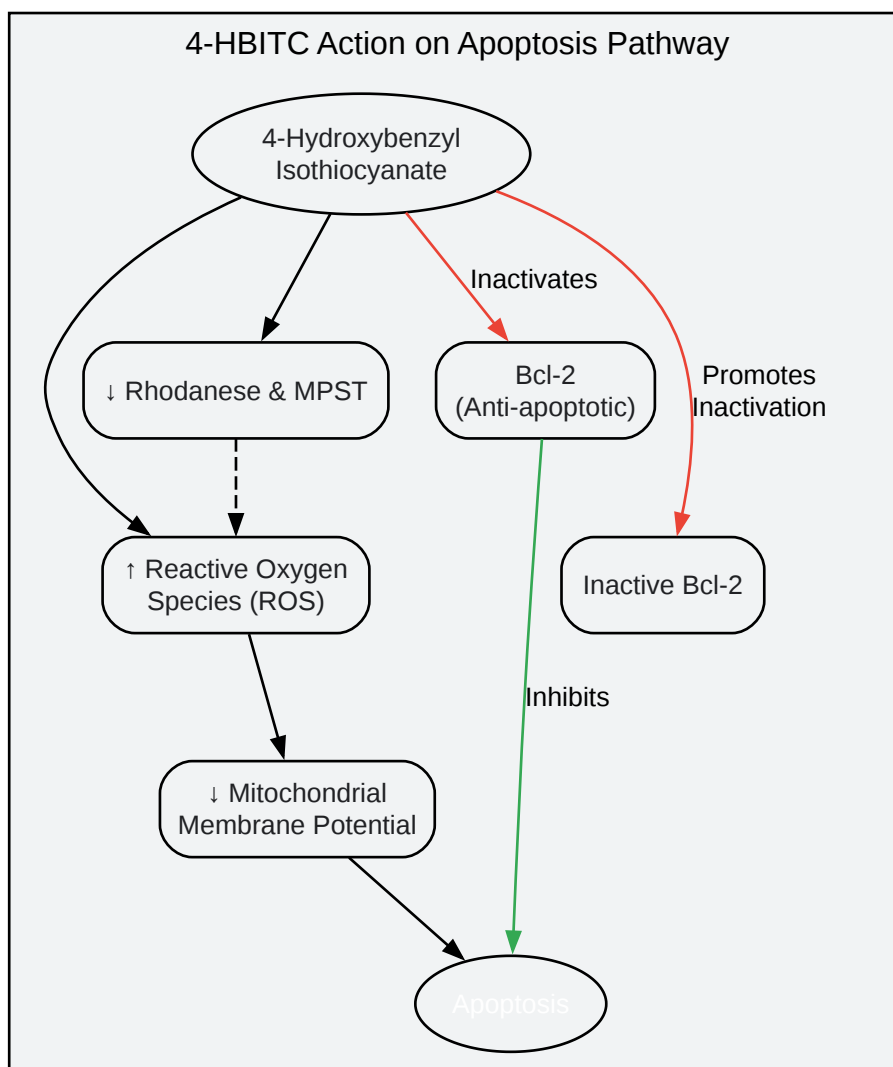 4-HBITC Action on Apoptosis Pathway
4-Hydroxybenzyl
Isothiocyanate
Inactivates
↓ Rhodanese & MPST
Bcl-2
(Anti-apoptotic)
Promotes
Inactivation
↑ Reactive Oxygen
Species (ROS)
Inactive Bcl-2
Inhibits
↓ Mitochondrial
Membrane Potential
Apoptosis